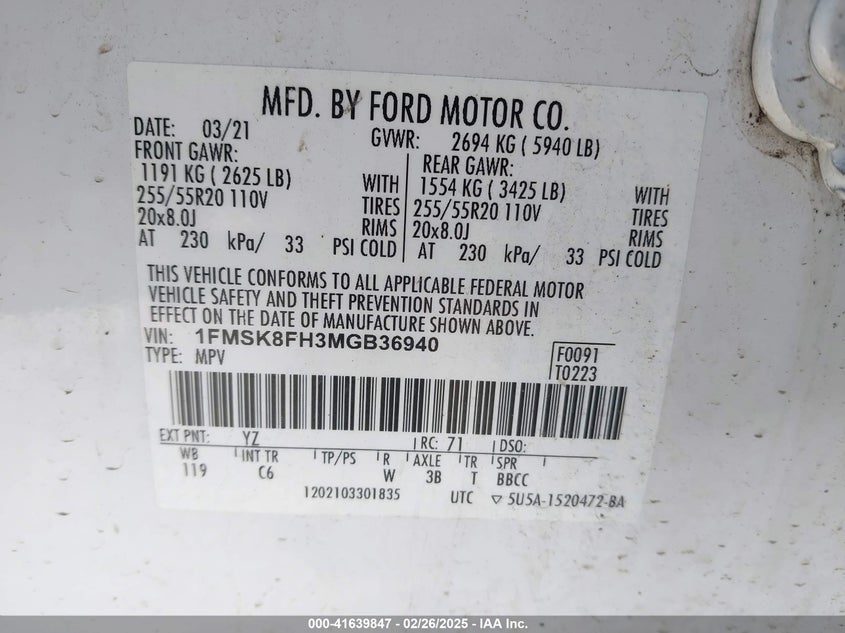 MFD. BY FORD MOTOR CO.
DATE: 03/21 GVWR: 2694 KG ( 5940 LB)
FRONT GAWR: REAR GAWR:
1191 KG ( 2625 LB) WITH 1554 KG ( 3425 LB) WITH
255/55R20 110V TIRES 255/55R20 110V TIRES
20x8.0J RIMS 20x8.0J RIMS
AT 230 kPa/ 33 PSI COLD AT 230 kPa/ 33 PSI COLD
THIS VEHICLE CONFORMS TO ALL APPLICABLE FEDERAL MOTOR
VEHICLE SAFETY AND THEFT PREVENTION STANDARDS IN
EFFECT ON THE DATE OF MANUFACTURE SHOWN ABOVE.
VIN: 1FMSK8FH3MGB36940
TYPE: MPV
F0091
T0223
EXT PNT: YZ RC: 71 DSO:
WB INT TR TP/PS R AXLE TR SPR
119 C6 W 3B T BBCC
1202103301835 UTC ▽ 5U5A-1520472-BA
000-41639847 - 02/26/2025 - IAA Inc.